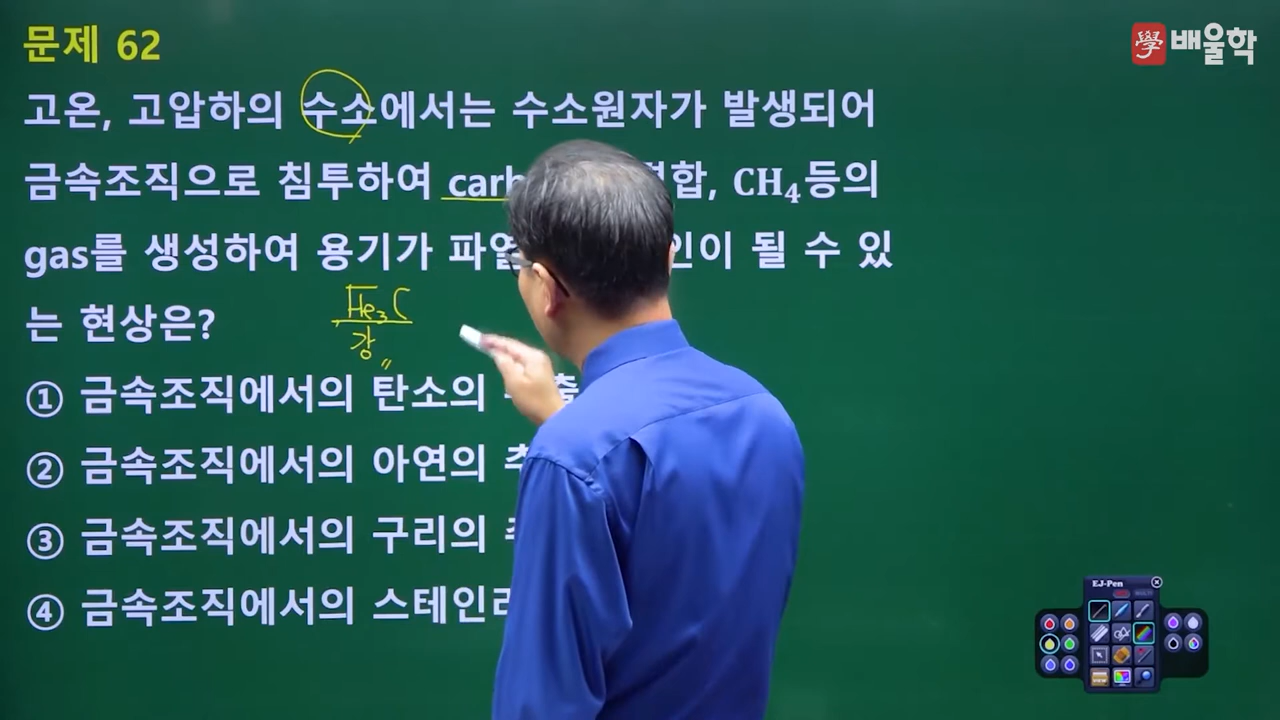 문제 62
學 배울학
고온, 고압하의 수소에서는 수소원자가 발생되어
금속조직으로 침투하여 carb 결합, CH₄등의
gas를 생성하여 용기가 파열 인이 될 수 있
는 현상은?
Fe₃C
강
① 금속조직에서의 탄소의
② 금속조직에서의 아연의
③ 금속조직에서의 구리의
④ 금속조직에서의 스테인리
EJ-Pen